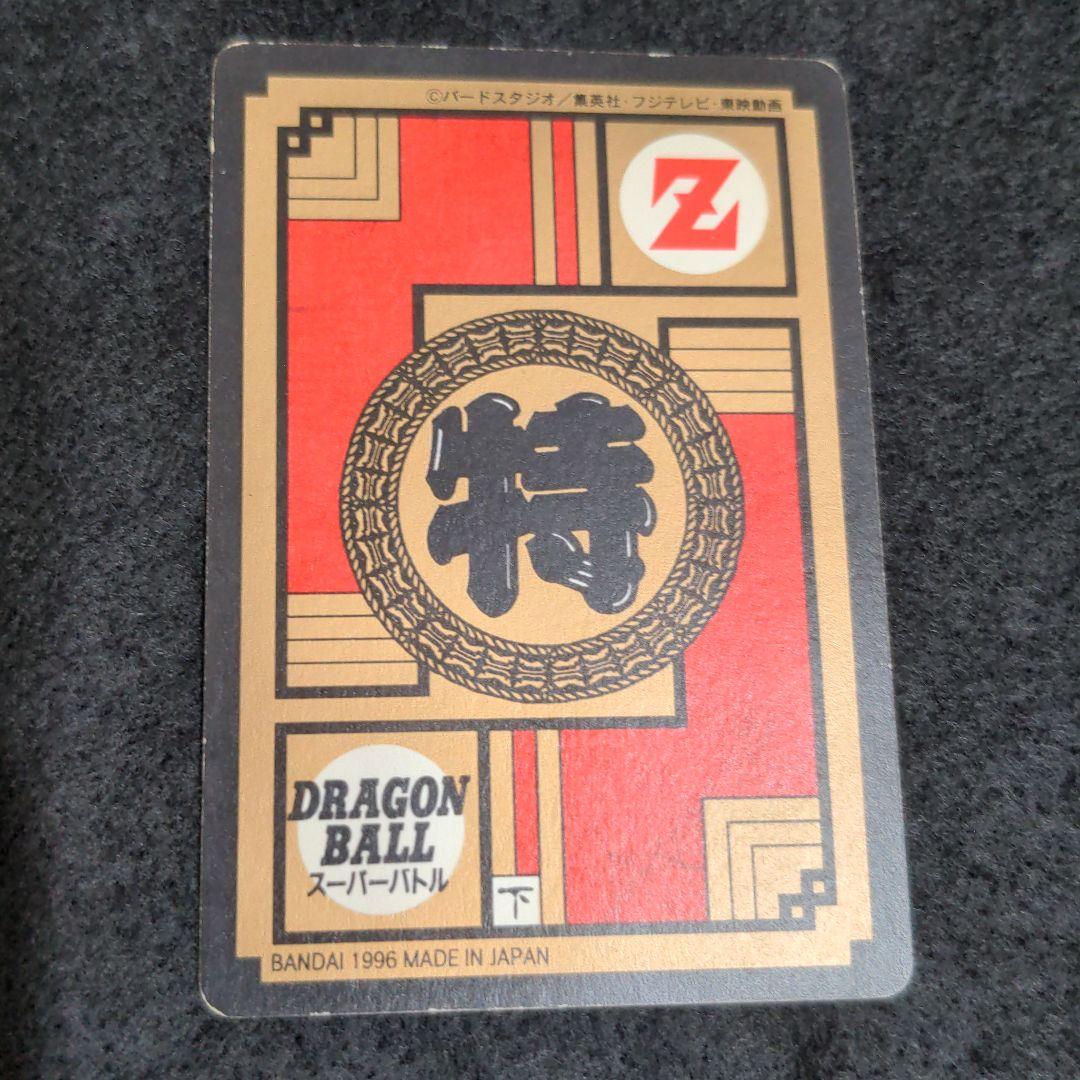 ©バードスタジオ／集英社・フジテレビ・東映動画
Z
特
DRAGON
BALL
スーパーバトル
下
BANDAI 1996 MADE IN JAPAN